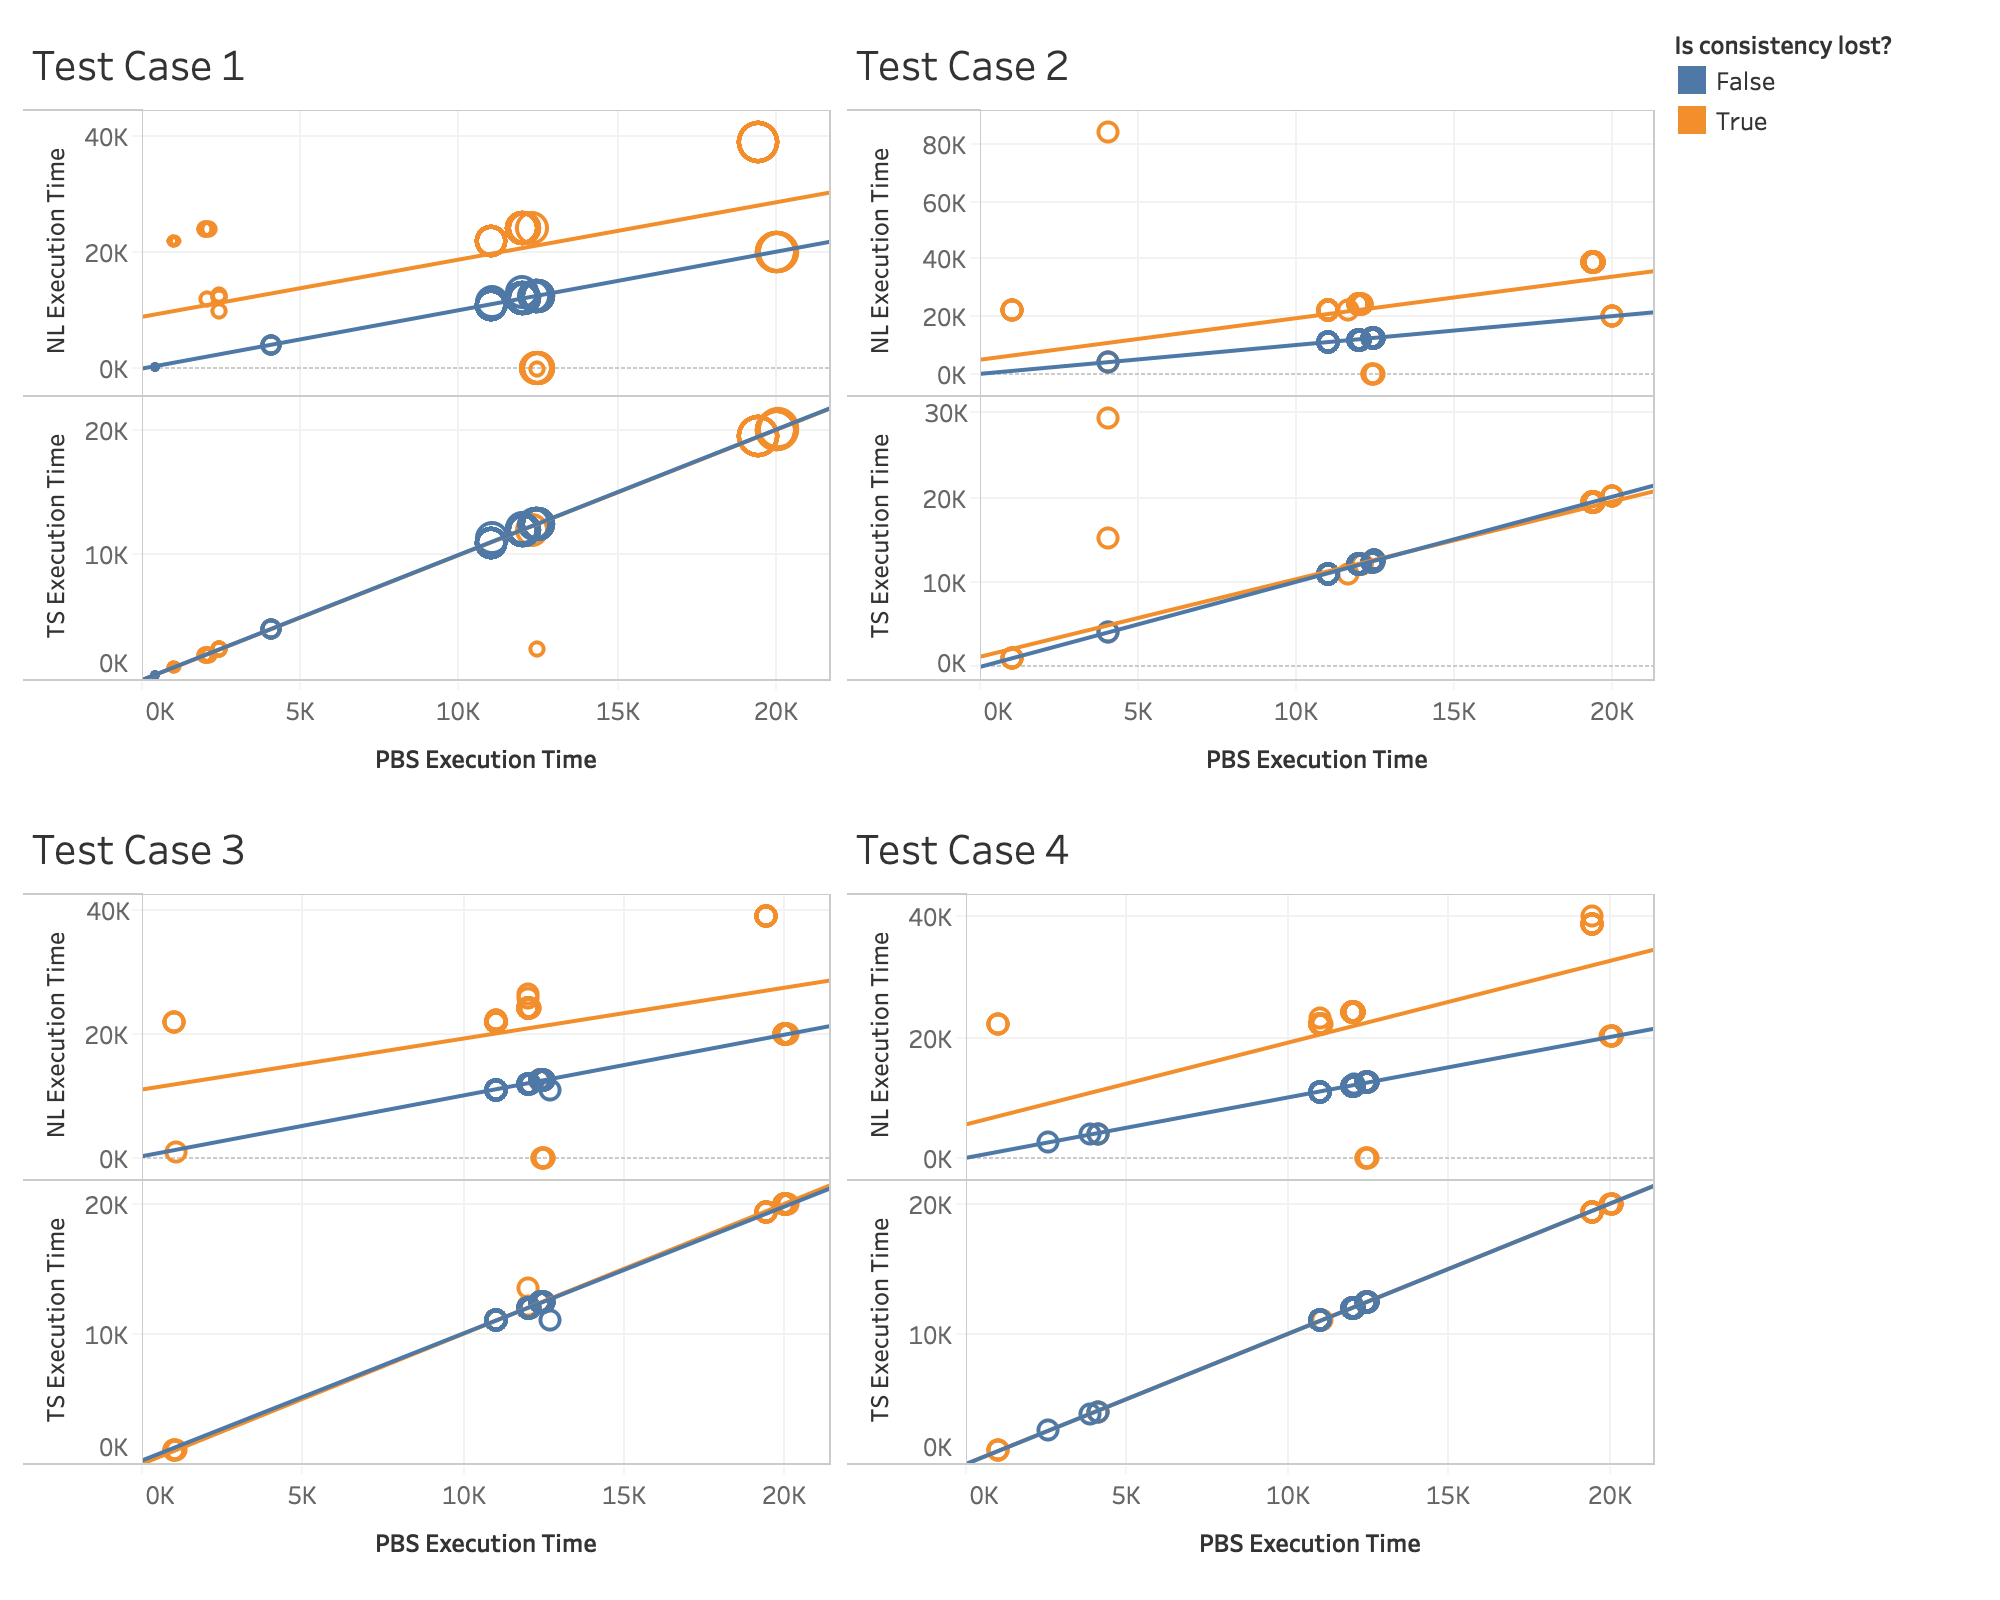 Test Case 1
Test Case 2
Is consistency lost?
False
True
NL Execution Time
40K
20K
0K
TS Execution Time
20K
10K
0K
0K 5K 10K 15K 20K
PBS Execution Time
NL Execution Time
80K
60K
40K
20K
0K
TS Execution Time
30K
20K
10K
0K
0K 5K 10K 15K 20K
PBS Execution Time
Test Case 3
Test Case 4
NL Execution Time
40K
20K
0K
TS Execution Time
20K
10K
0K
0K 5K 10K 15K 20K
PBS Execution Time
NL Execution Time
40K
20K
0K
TS Execution Time
20K
10K
0K
0K 5K 10K 15K 20K
PBS Execution Time